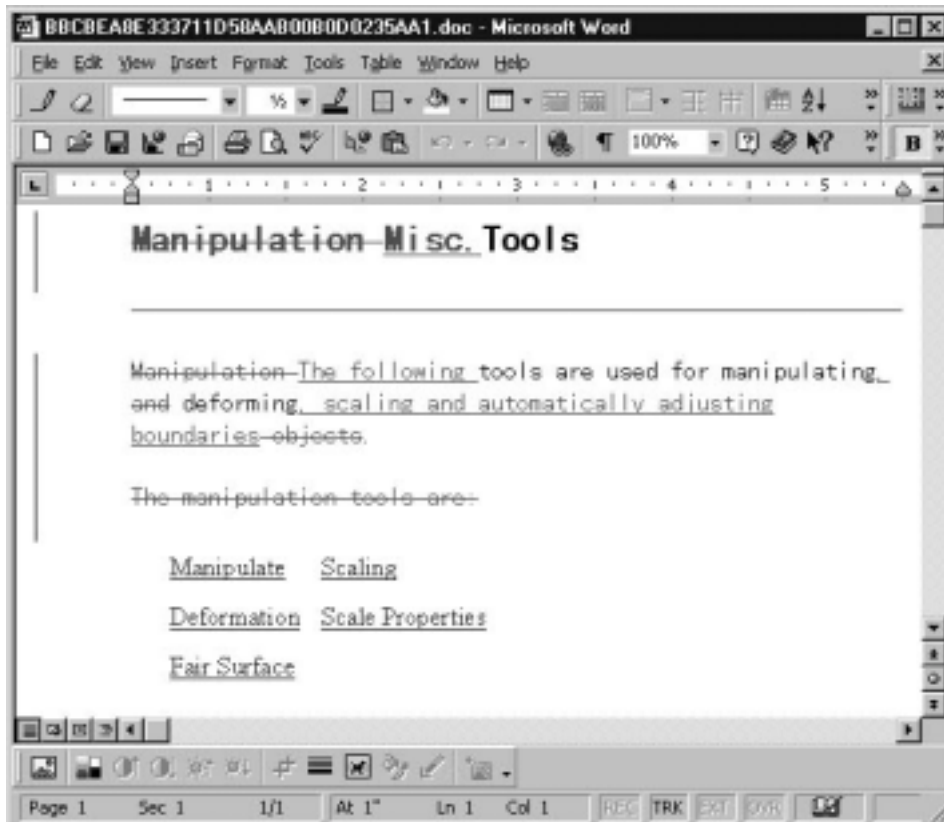 BBCBEA8E333711D58AAB00B0D0235AA1.doc - Microsoft Word
File Edit View Insert Format Tools Table Window Help
½
100% B
1 2 3 4 5
Manipulation Misc. Tools
Manipulation The following tools are used for manipulating,
and deforming, scaling and automatically adjusting
boundaries objects.
The manipulation tools are:
Manipulate Scaling
Deformation Scale Properties
Fair Surface
Page 1 Sec 1 1/1 At 1" Ln 1 Col 1 REC TRK EXT OVR